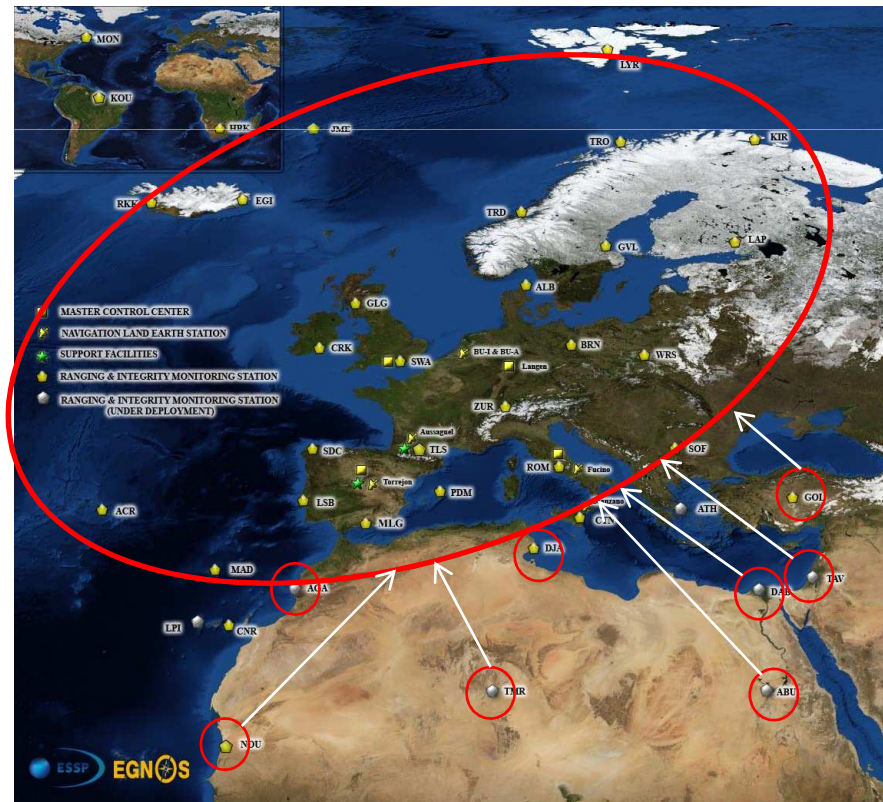 MON
KOU
HBK
LYR
JME
TRO
KIR
RKK
EGI
TRD
GVL
LAP
ALB
MASTER CONTROL CENTER
NAVIGATION LAND EARTH STATION
SUPPORT FACILITIES
RANGING & INTEGRITY MONITORING STATION
RANGING & INTEGRITY MONITORING STATION
(UNDER DEPLOYMENT)
GLG
CRK
SWA
BU-I & BU-A
Langen
BRN
WRS
ZUR
Aussaguel
SDC
TLS
SOF
ROM
Fucino
Torrejon
PDM
LSB
ACR
MLG
CTN
ATH
GOL
MAD
DJA
AGA
TAV
DAB
LPI
CNR
TMR
ABU
NOU
ESSP
EGNOS